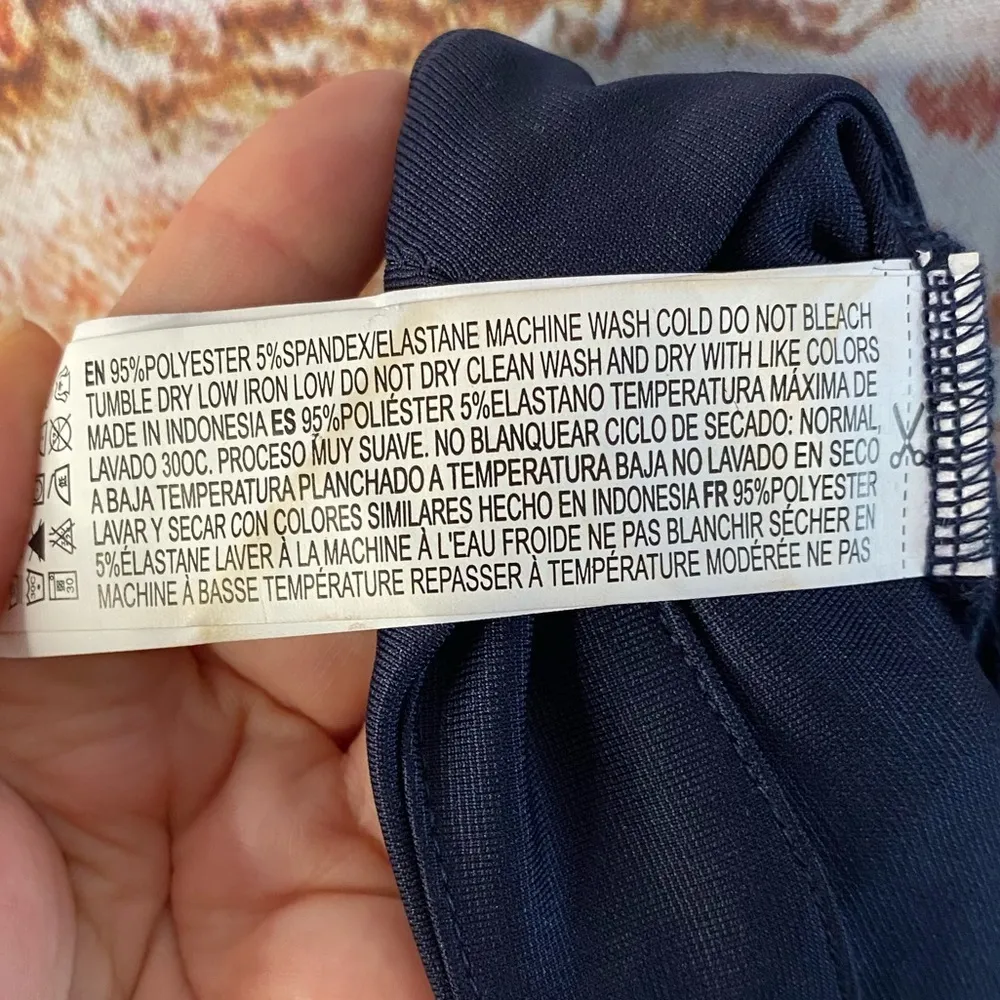 EN 95%POLYESTER 5%SPANDEX/ELASTANE MACHINE WASH COLD DO NOT BLEACH
TUMBLE DRY LOW IRON LOW DO NOT DRY CLEAN WASH AND DRY WITH LIKE COLORS
MADE IN INDONESIA ES 95%POLIÉSTER 5%ELASTANO TEMPERATURA MÁXIMA DE
LAVADO 30OC. PROCESO MUY SUAVE. NO BLANQUEAR CICLO DE SECADO: NORMAL,
A BAJA TEMPERATURA PLANCHADO A TEMPERATURA BAJA NO LAVADO EN SECO
LAVAR Y SECAR CON COLORES SIMILARES HECHO EN INDONESIA FR 95%POLYESTER
5%ÉLASTANE LAVER À LA MACHINE À L'EAU FROIDE NE PAS BLANCHIR SÉCHER EN
MACHINE À BASSE TEMPÉRATURE REPASSER À TEMPÉRATURE MODÉRÉE NE PAS
30